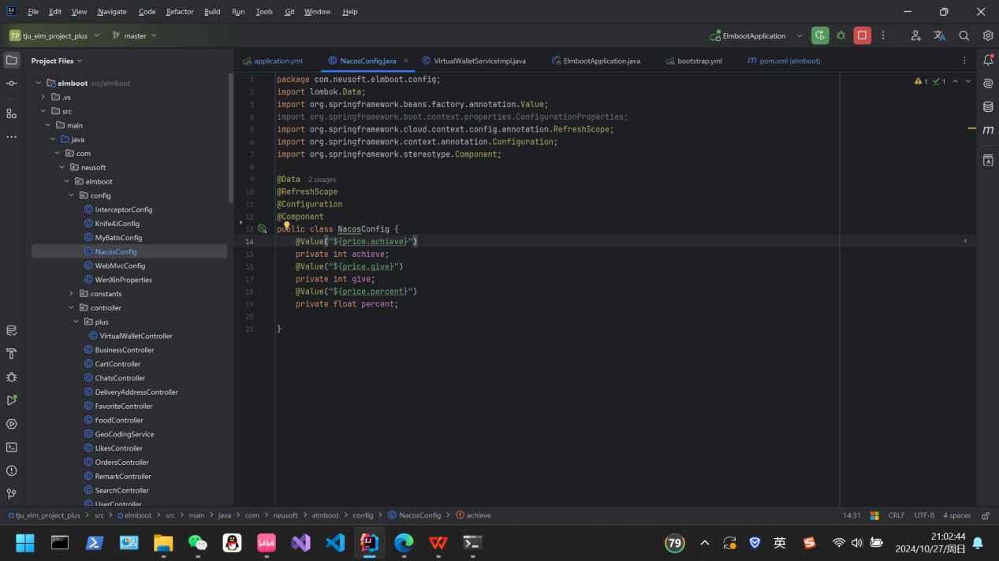 File Edit View Navigate Code Refactor Build Run Tools Git Window Help
TP tju_elm_project_plus master ElmbootApplication
Project Files application.yml NacosConfig.java VirtualWalletServiceImpl.java ElmbootApplication.java bootstrap.yml m pom.xml (elmboot)
elmboot src/elmboot
.vs
src
main
java
com
neusoft
elmboot
config
InterceptorConfig
Knife4JConfig
MyBatisConfig
NacosConfig
WebMvcConfig
WenXinProperties
constants
controller
plus
VirtualWalletController
BusinessController
CartController
ChatsController
DeliveryAddressController
FavoriteController
FoodController
GeoCodingService
LikesController
OrdersController
RemarkController
SearchController
UserController
1 package com.neusoft.elmboot.config;
2 import lombok.Data;
3 import org.springframework.beans.factory.annotation.Value;
4 import org.springframework.boot.context.properties.ConfigurationProperties;
5 import org.springframework.cloud.context.config.annotation.RefreshScope;
6 import org.springframework.context.annotation.Configuration;
7 import org.springframework.stereotype.Component;
8
9 @Data 2 usages
10 @RefreshScope
11 @Configuration
12 @Component
13 public class NacosConfig {
14 @Value("${price.achieve}")
15 private int achieve;
16 @Value("${price.give}")
17 private int give;
18 @Value("${price.percent}")
19 private float percent;
20
21 }
1 1
m
tju_elm_project_plus > src > elmboot > src > main > java > com > neusoft > elmboot > config > NacosConfig > achieve 14:31 CRLF UTF-8 4 spaces
79 英 21:02:44
2024/10/27/周日